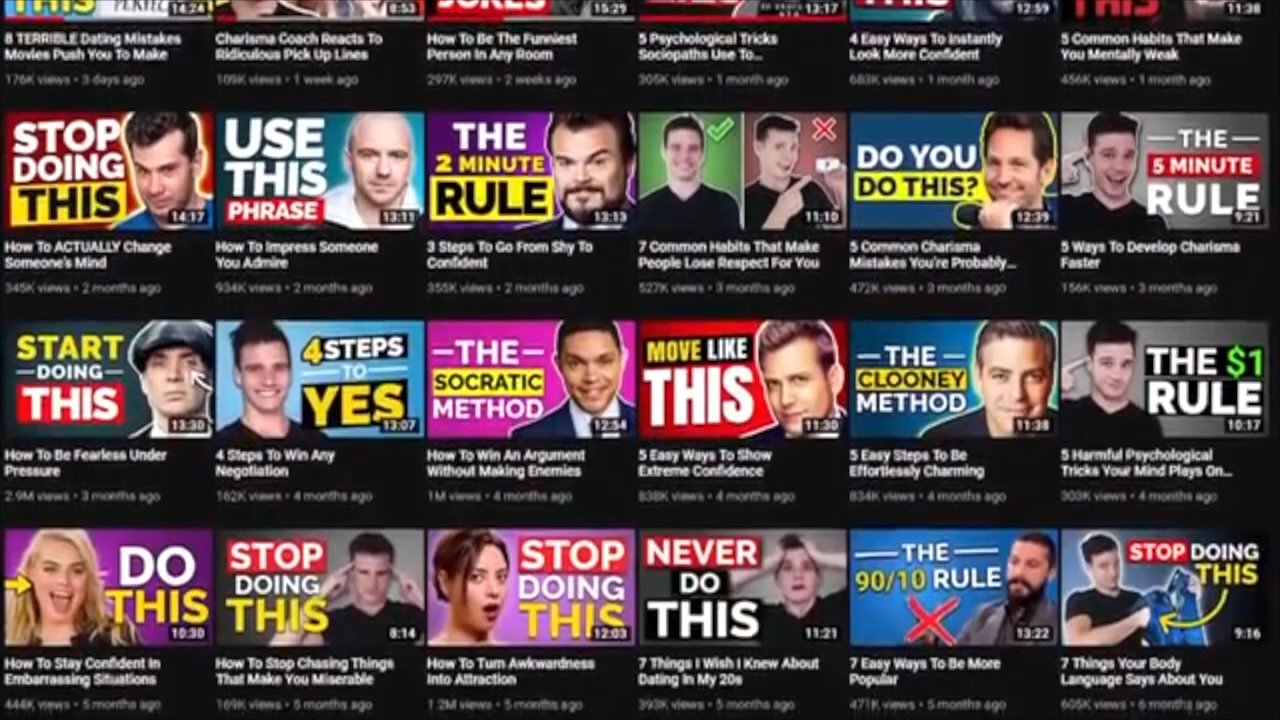 THIS
14:24
8:53
JOKES
15:29
13:17
THIS
12:59
THIS
11:38
8 TERRIBLE Dating Mistakes
Movies Push You To Make
176K views • 3 days ago
Charisma Coach Reacts To
Ridiculous Pick Up Lines
109K views • 1 week ago
How To Be The Funniest
Person In Any Room
297K views • 2 weeks ago
5 Psychological Tricks
Sociopaths Use To...
305K views • 1 month ago
4 Easy Ways To Instantly
Look More Confident
683K views • 1 month ago
5 Common Habits That Make
You Mentally Weak
456K views • 1 month ago
STOP
DOING
THIS
14:17
USE
THIS
PHRASE
13:11
THE
2 MINUTE
RULE
13:13
11:10
DO YOU
DO THIS?
12:39
THE
5 MINUTE
RULE
9:21
How To ACTUALLY Change
Someone's Mind
345K views • 2 months ago
How To Impress Someone
You Admire
934K views • 2 months ago
3 Steps To Go From Shy To
Confident
355K views • 2 months ago
7 Common Habits That Make
People Lose Respect For You
527K views • 3 months ago
5 Common Charisma
Mistakes You're Probably...
472K views • 3 months ago
5 Ways To Develop Charisma
Faster
156K views • 3 months ago
START
DOING
THIS
13:30
4 STEPS
TO
YES
13:07
THE
SOCRATIC
METHOD
12:54
MOVE LIKE
THIS
11:30
THE
CLOONEY
METHOD
11:38
THE $1
RULE
10:17
How To Be Fearless Under
Pressure
2.9M views • 3 months ago
4 Steps To Win Any
Negotiation
162K views • 4 months ago
How To Win An Argument
Without Making Enemies
1M views • 4 months ago
5 Easy Ways To Show
Extreme Confidence
838K views • 4 months ago
5 Easy Steps To Be
Effortlessly Charming
834K views • 4 months ago
5 Harmful Psychological
Tricks Your Mind Plays On...
303K views • 4 months ago
DO
THIS
10:30
STOP
DOING
THIS
8:14
STOP
DOING
THIS
12:03
NEVER
DO
THIS
11:21
THE
90/10 RULE
13:22
STOP DOING
THIS
9:16
How To Stay Confident In
Embarrassing Situations
444K views • 5 months ago
How To Stop Chasing Things
That Make You Miserable
169K views • 5 months ago
How To Turn Awkwardness
Into Attraction
1.2M views • 5 months ago
7 Things I Wish I Knew About
Dating In My 20s
393K views • 5 months ago
7 Easy Ways To Be More
Popular
471K views • 5 months ago
7 Things Your Body
Language Says About You
605K views • 6 months ago